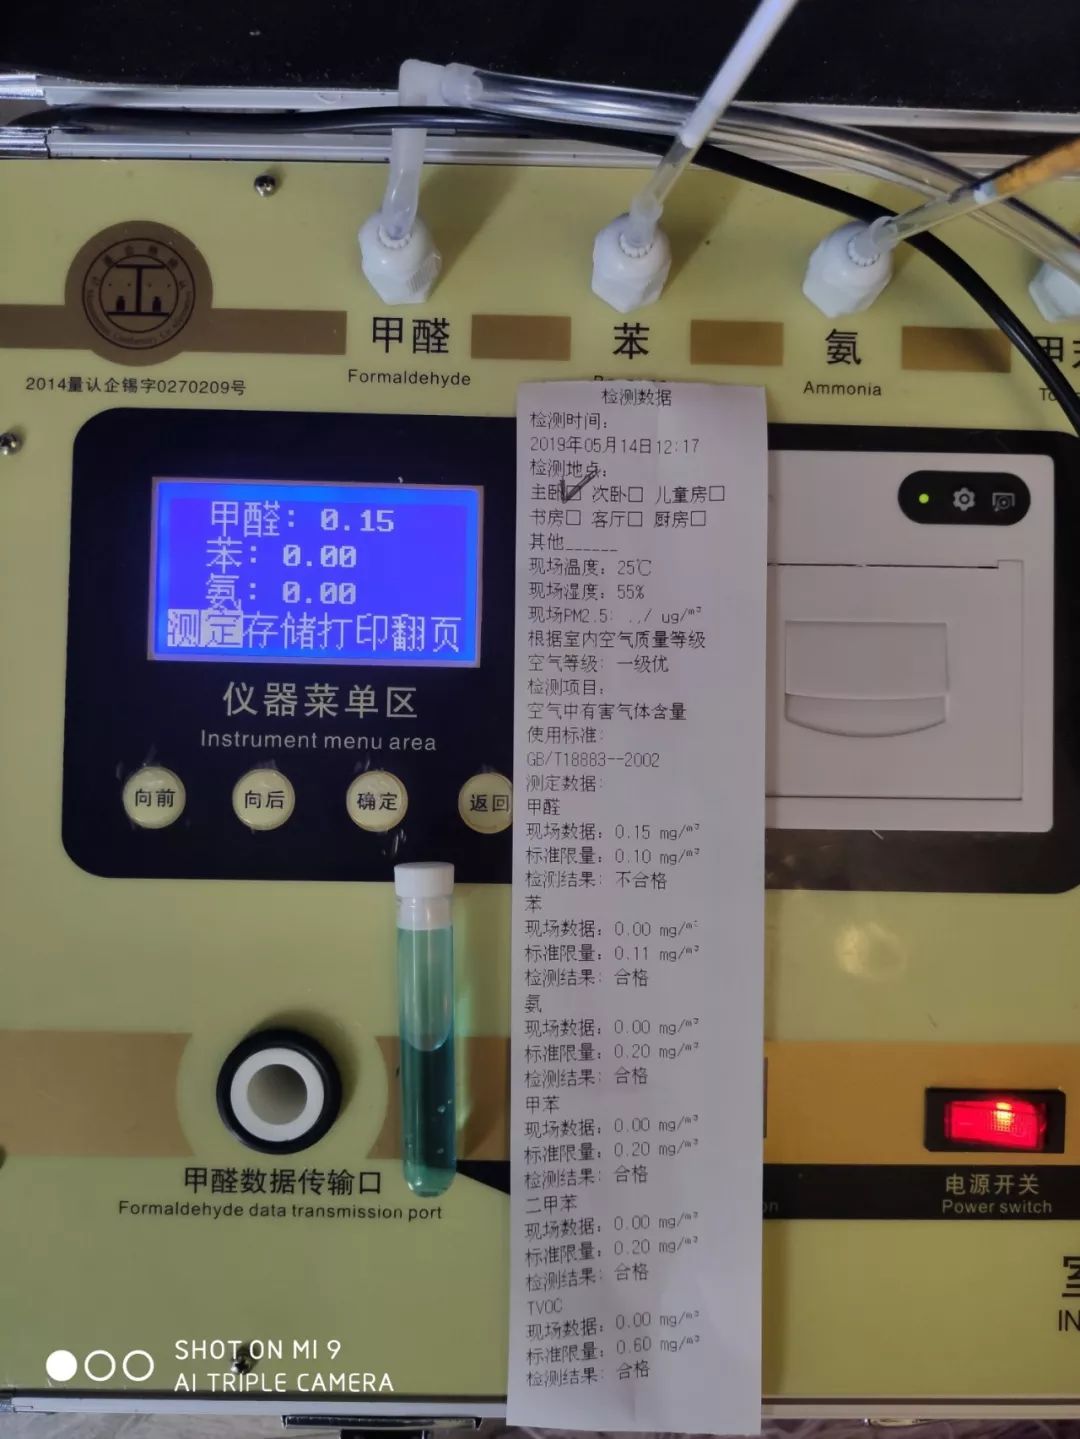 甲醛
Formaldehyde
苯
氨
Ammonia
2014量认企锡字0270209号
甲醛：0.15
苯：0.00
氨：0.00
测定存储打印翻页
仪器菜单区
Instrument menu area
向前
向后
确定
返回
检测数据
检测时间：
2019年05月14日12:17
检测地点：
主卧□ 次卧□ 儿童房□
书房□ 客厅□ 厨房□
其他______
现场温度：25℃
现场湿度：55%
现场PM2.5：../ ug/m³
根据室内空气质量等级
空气等级：一级优
检测项目：
空气中有害气体含量
使用标准：
GB/T18883--2002
测定数据：
甲醛
现场数据：0.15 mg/m³
标准限量：0.10 mg/m³
检测结果：不合格
苯
现场数据：0.00 mg/m³
标准限量：0.11 mg/m³
检测结果：合格
氨
现场数据：0.00 mg/m³
标准限量：0.20 mg/m³
检测结果：合格
甲苯
现场数据：0.00 mg/m³
标准限量：0.20 mg/m³
检测结果：合格
二甲苯
现场数据：0.00 mg/m³
标准限量：0.20 mg/m³
检测结果：合格
TVOC
现场数据：0.00 mg/m³
标准限量：0.60 mg/m³
检测结果：合格
甲醛数据传输口
Formaldehyde data transmission port
电源开关
Power switch
SHOT ON MI 9
AI TRIPLE CAMERA